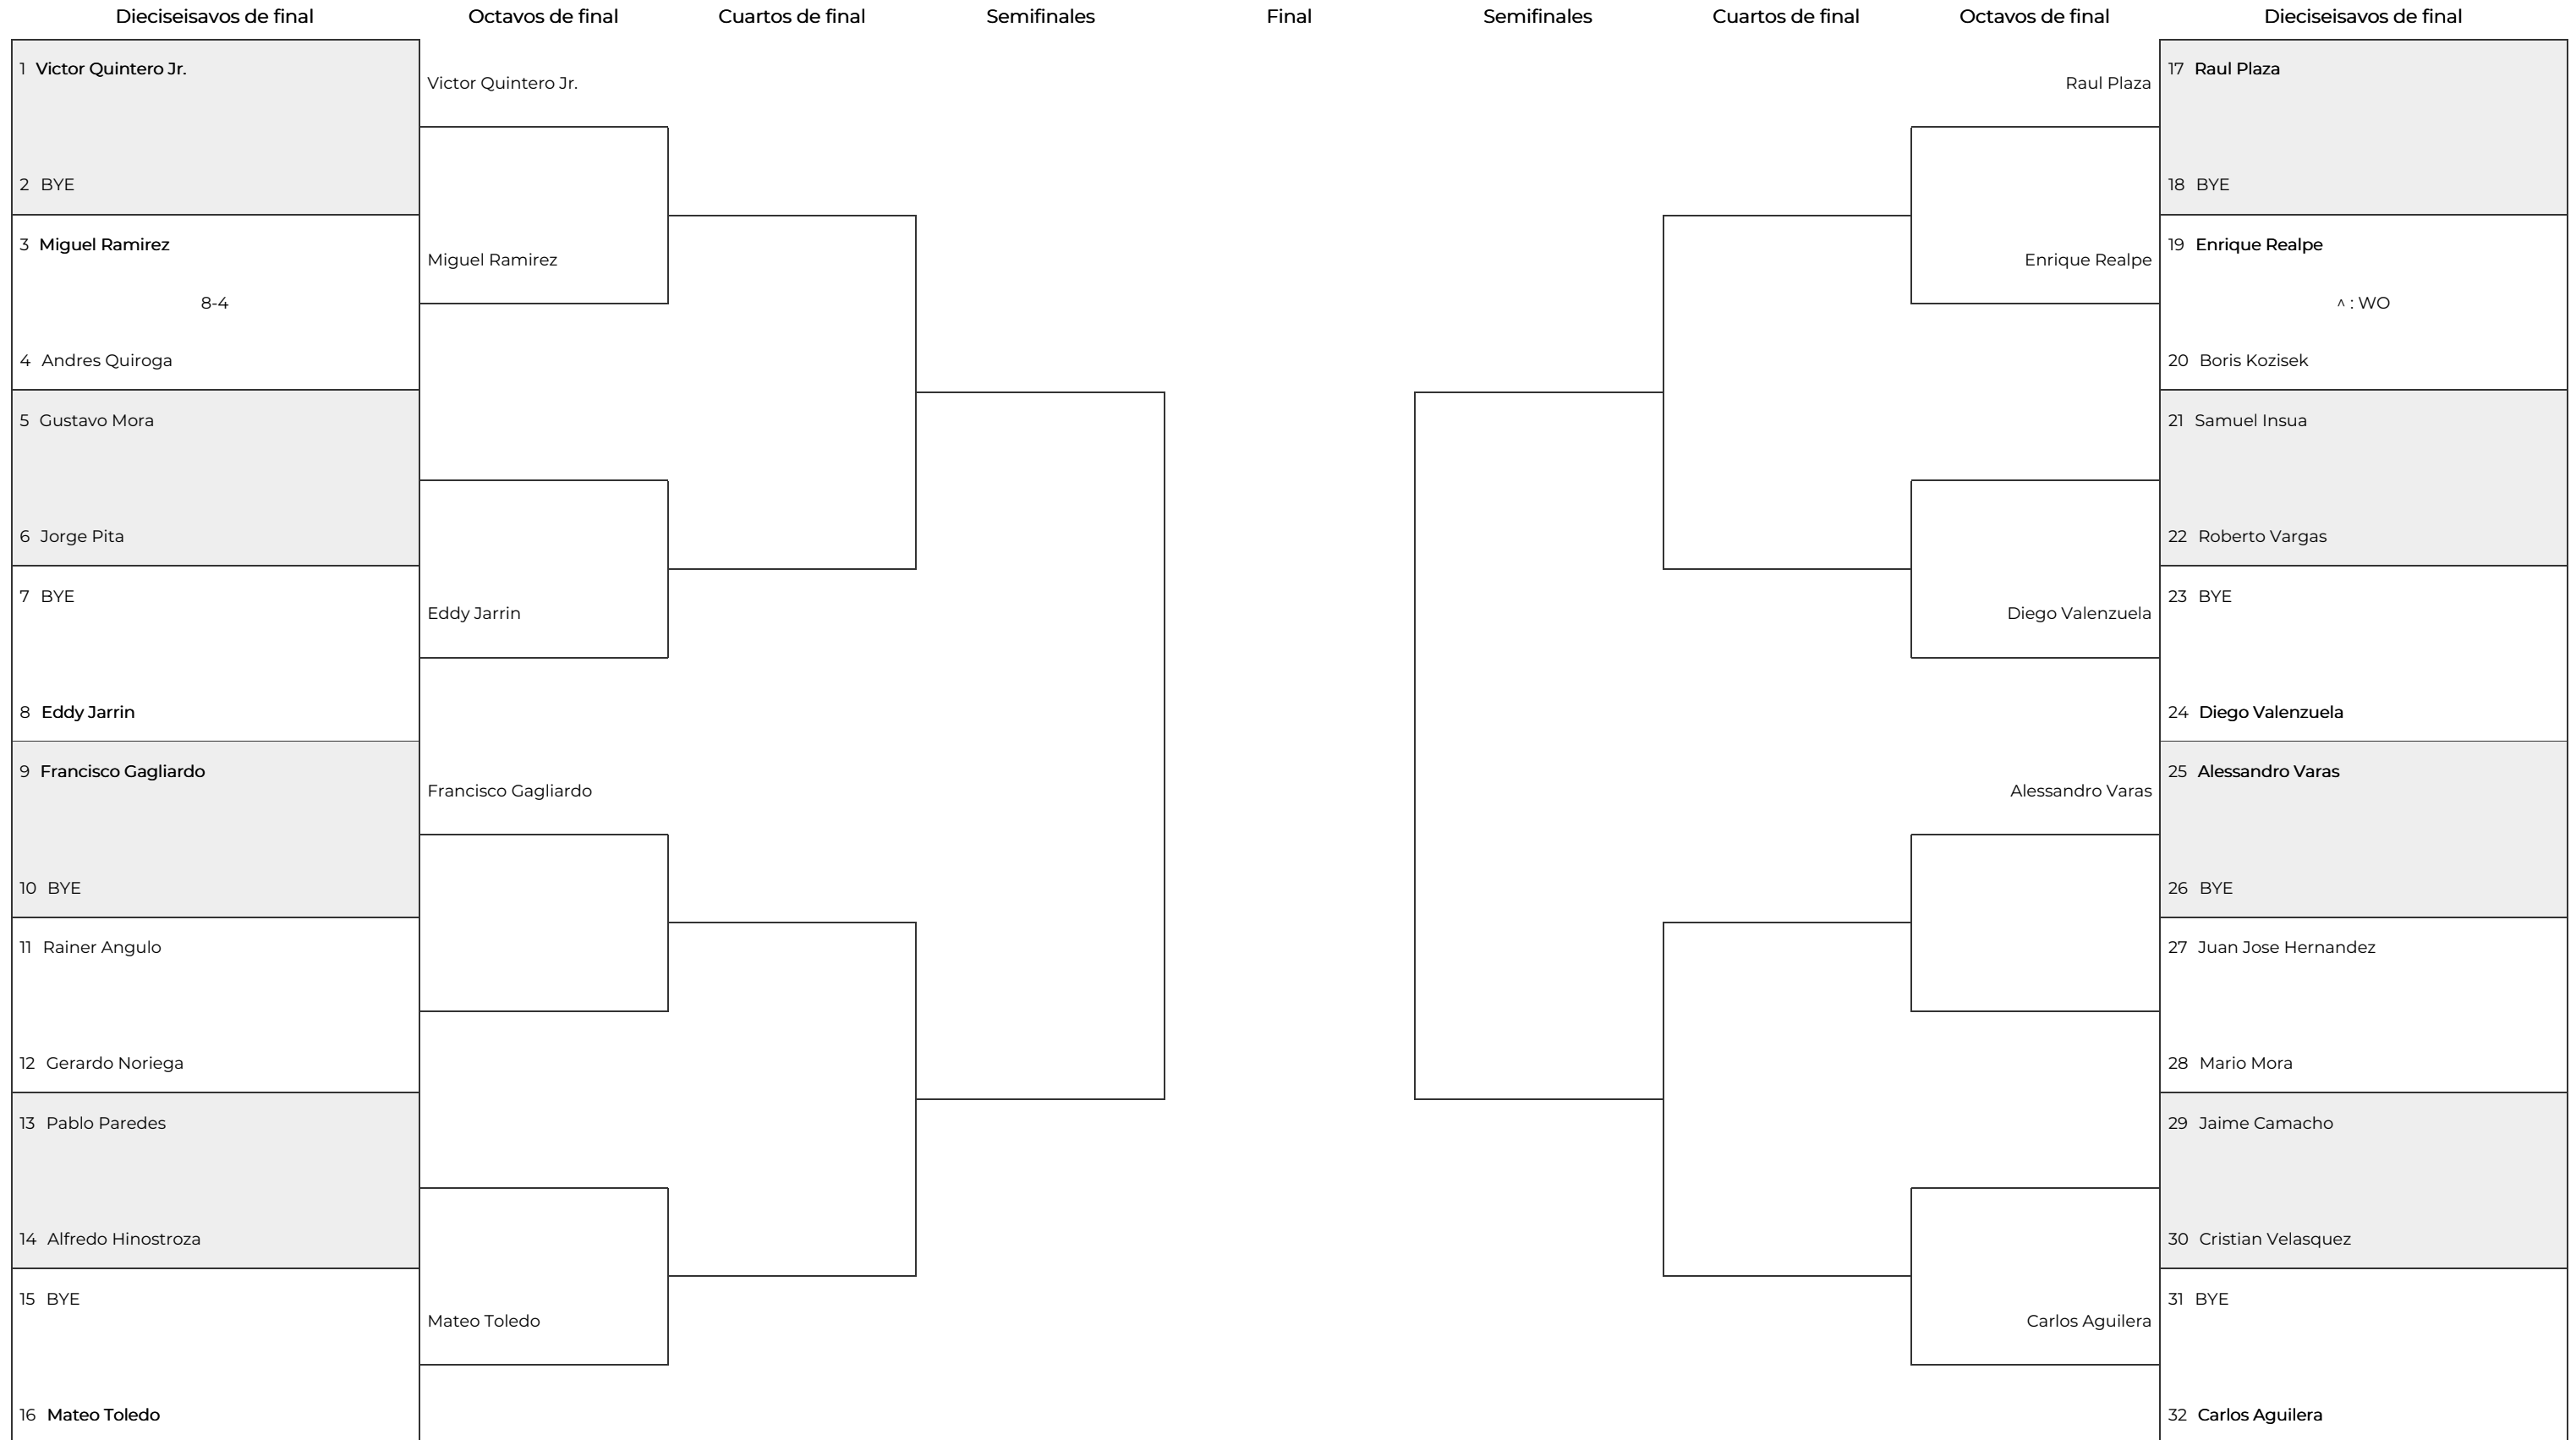 Dieciseisavos de final
Octavos de final
Cuartos de final
Semifinales
Final
Semifinales
Cuartos de final
Octavos de final
Dieciseisavos de final
1 Victor Quintero Jr.
2 BYE
3 Miguel Ramirez
8-4
4 Andres Quiroga
5 Gustavo Mora
6 Jorge Pita
7 BYE
8 Eddy Jarrin
9 Francisco Gagliardo
10 BYE
11 Rainer Angulo
12 Gerardo Noriega
13 Pablo Paredes
14 Alfredo Hinostroza
15 BYE
16 Mateo Toledo
Victor Quintero Jr.
Miguel Ramirez
Eddy Jarrin
Francisco Gagliardo
Mateo Toledo
Raul Plaza
Enrique Realpe
Diego Valenzuela
Alessandro Varas
Carlos Aguilera
17 Raul Plaza
18 BYE
19 Enrique Realpe
^ : WO
20 Boris Kozisek
21 Samuel Insua
22 Roberto Vargas
23 BYE
24 Diego Valenzuela
25 Alessandro Varas
26 BYE
27 Juan Jose Hernandez
28 Mario Mora
29 Jaime Camacho
30 Cristian Velasquez
31 BYE
32 Carlos Aguilera